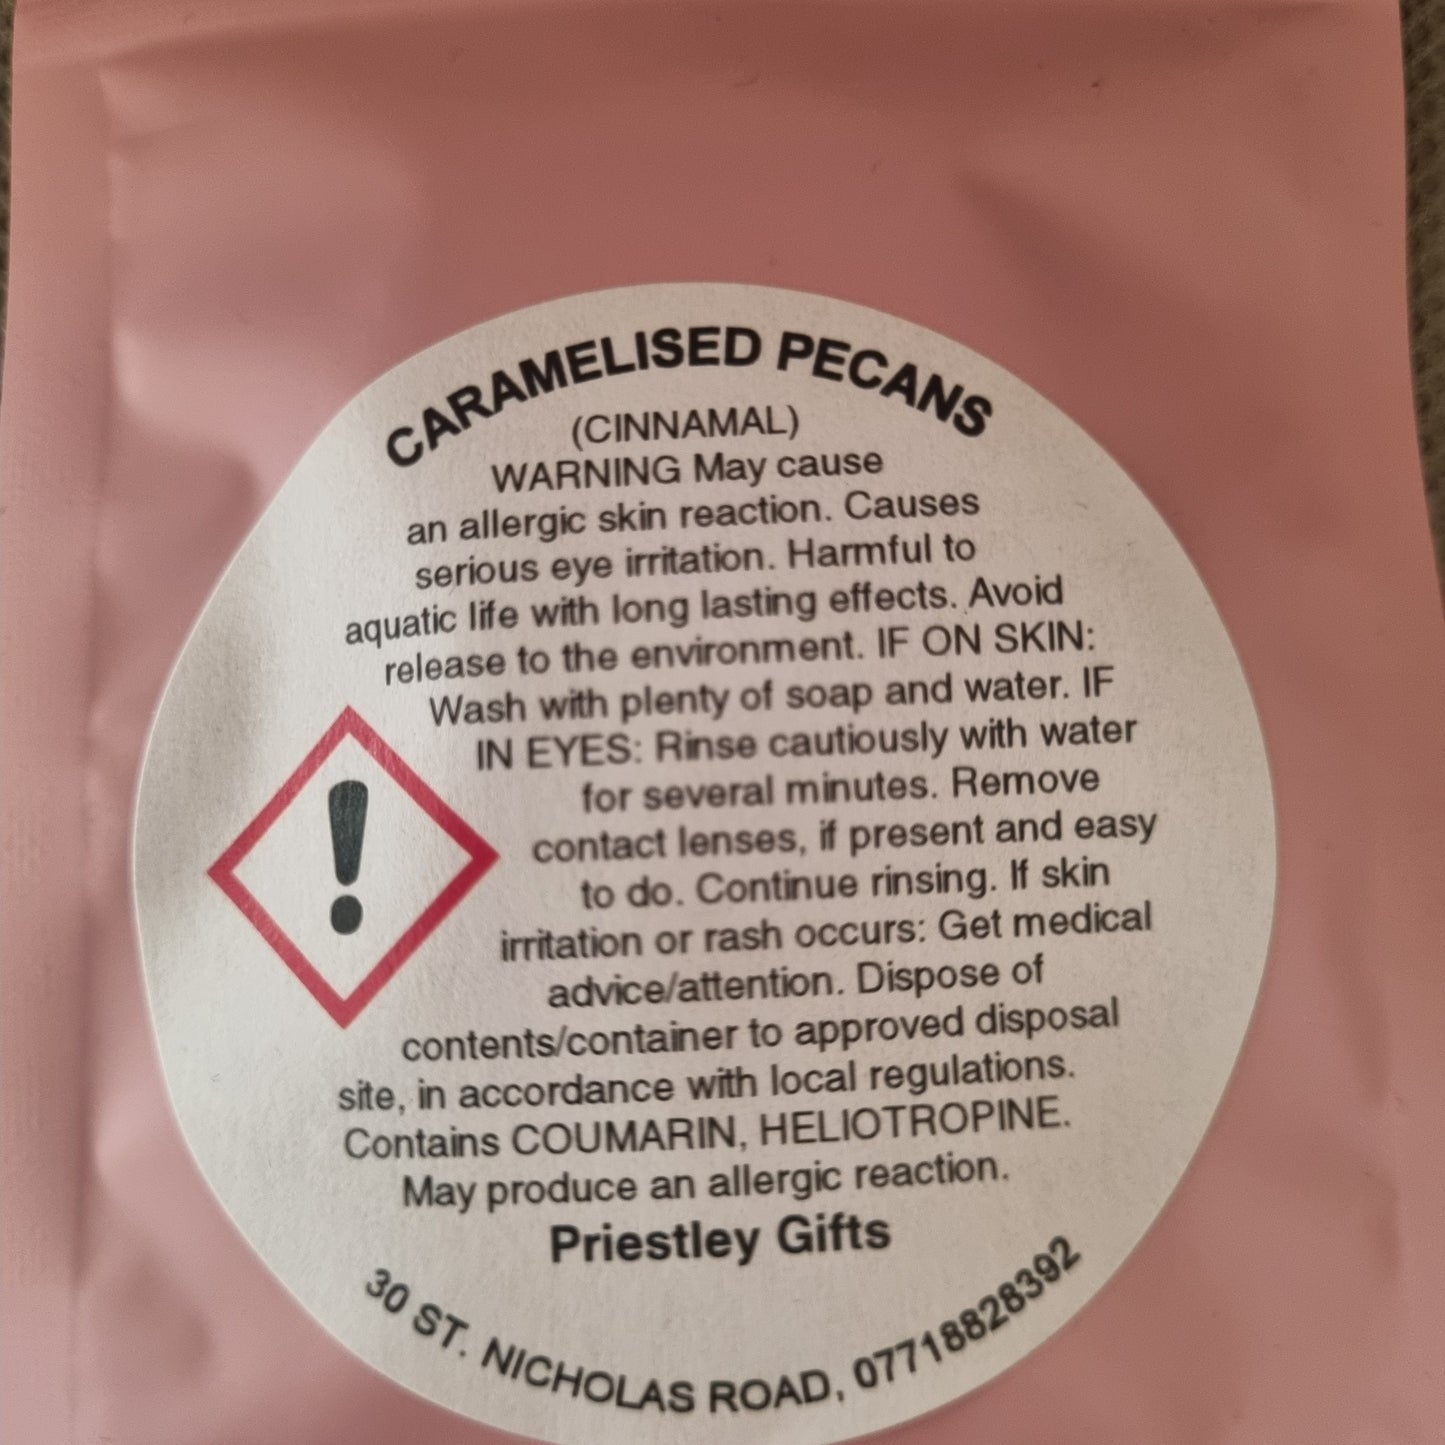 CARAMELISED PECANS
(CINNAMAL)
WARNING May cause
an allergic skin reaction. Causes
serious eye irritation. Harmful to
aquatic life with long lasting effects. Avoid
release to the environment. IF ON SKIN:
Wash with plenty of soap and water. IF
IN EYES: Rinse cautiously with water
for several minutes. Remove
contact lenses, if present and easy
to do. Continue rinsing. If skin
irritation or rash occurs: Get medical
advice/attention. Dispose of
contents/container to approved disposal
site, in accordance with local regulations.
Contains COUMARIN, HELIOTROPINE.
May produce an allergic reaction.
Priestley Gifts
30 ST. NICHOLAS ROAD, 07718828392